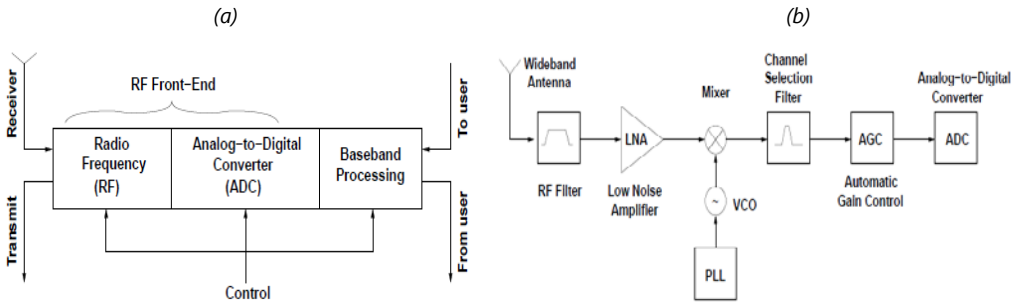 (a)
Receiver
RF Front-End
To user
Radio
Frequency
(RF)
Analog-to-Digital
Converter
(ADC)
Baseband
Processing
Transmit
From user
Control
(b)
Wideband
Antenna
Mixer
Channel
Selection
Filter
Analog-to-Digital
Converter
LNA
AGC
ADC
RF Filter
Low Noise
Amplifier
~
VCO
Automatic
Gain Control
PLL